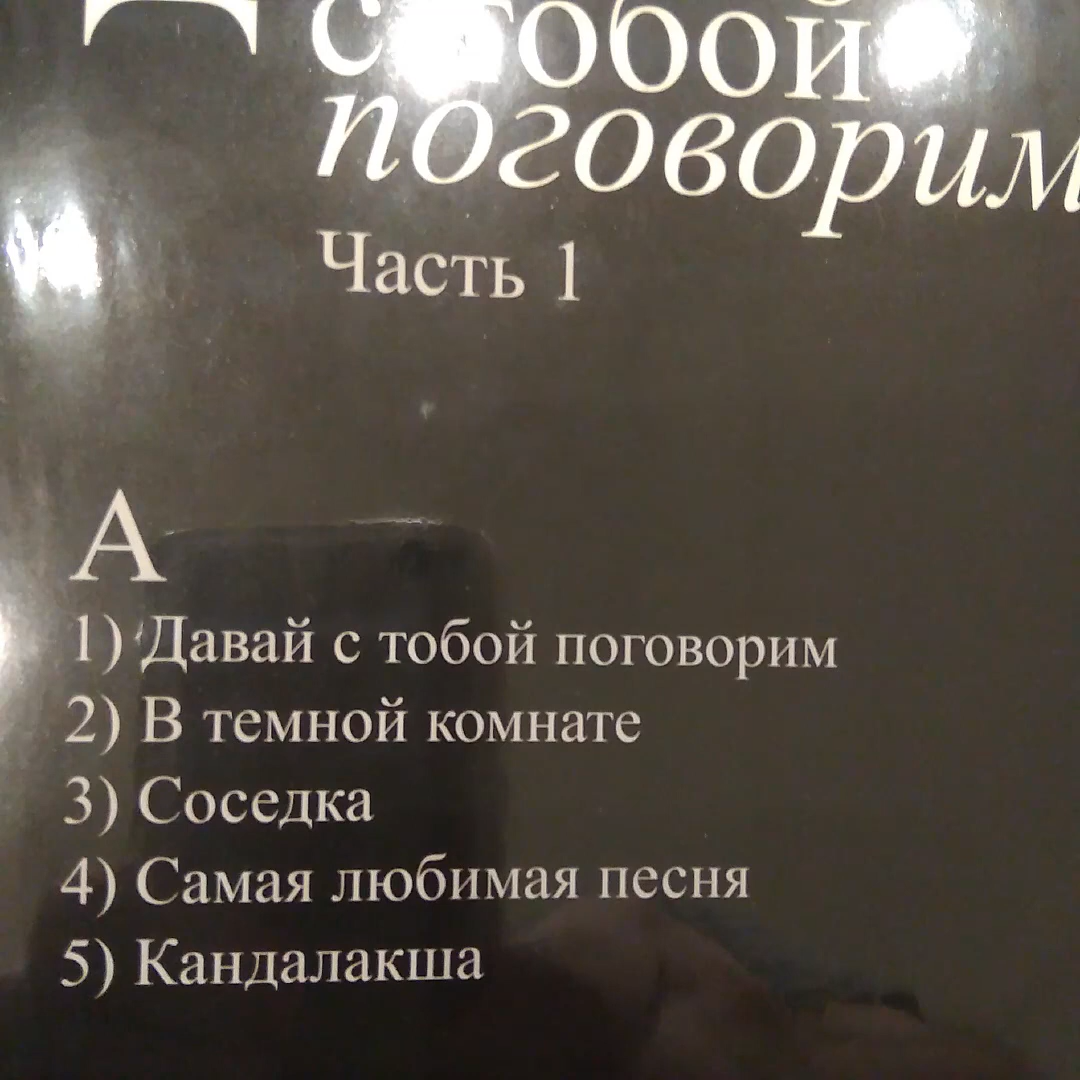 с тобой
поговорим
Часть 1
А
1) Давай с тобой поговорим
2) В темной комнате
3) Соседка
4) Самая любимая песня
5) Кандалакша